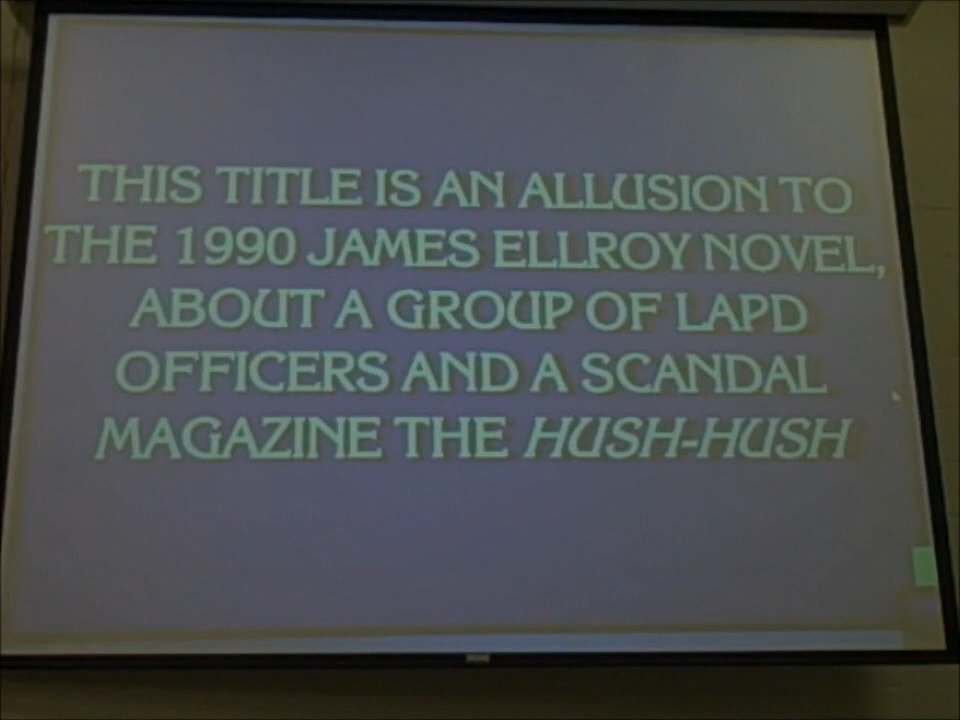 THIS TITLE IS AN ALLUSION TO
THE 1990 JAMES ELLROY NOVEL,
ABOUT A GROUP OF LAPD
OFFICERS AND A SCANDAL
MAGAZINE THE HUSH-HUSH